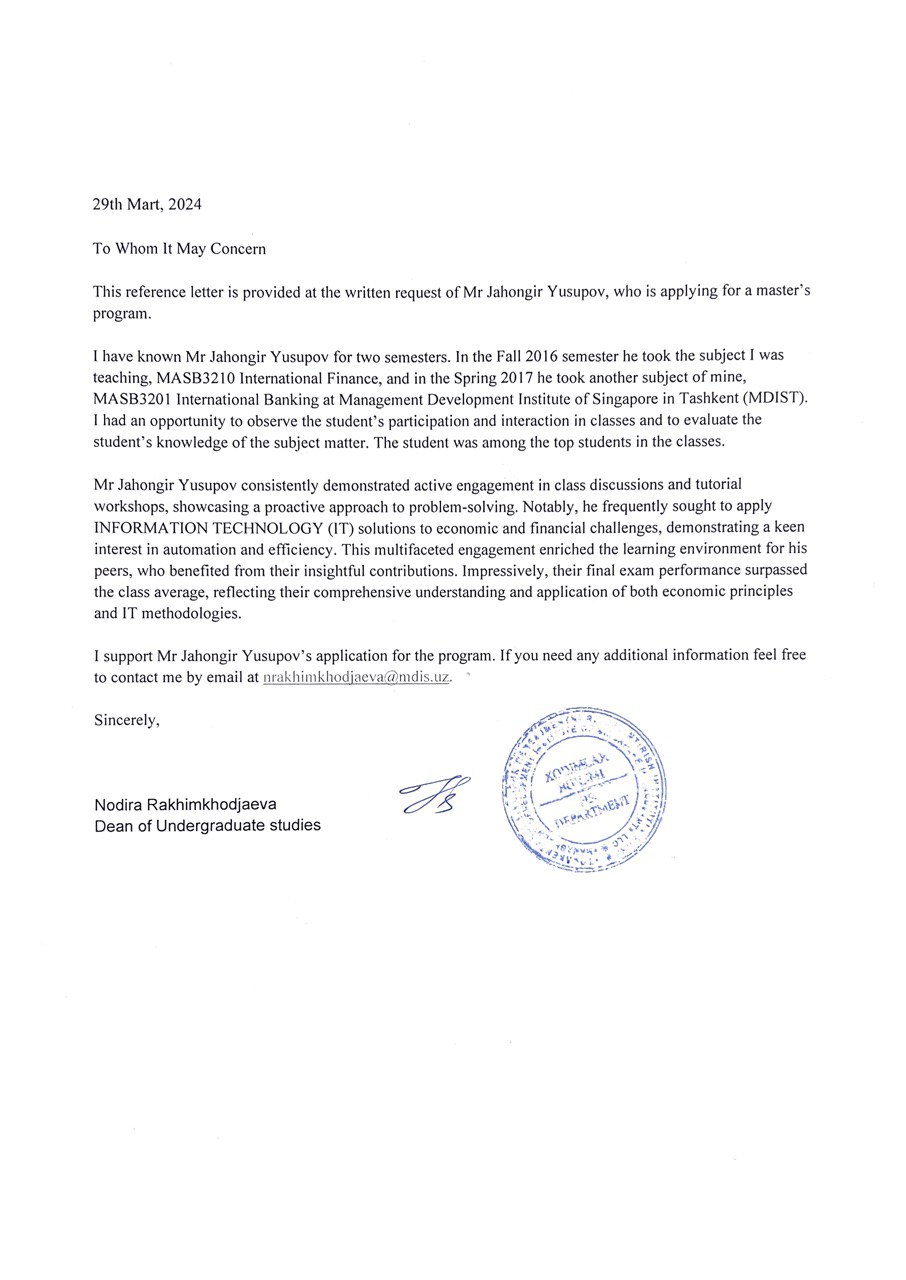 29th Mart, 2024
To Whom It May Concern
This reference letter is provided at the written request of Mr Jahongir Yusupov, who is applying for a master’s
program.
I have known Mr Jahongir Yusupov for two semesters. In the Fall 2016 semester he took the subject I was
teaching, MASB3210 International Finance, and in the Spring 2017 he took another subject of mine,
MASB3201 International Banking at Management Development Institute of Singapore in Tashkent (MDIST).
I had an opportunity to observe the student’s participation and interaction in classes and to evaluate the
student’s knowledge of the subject matter. The student was among the top students in the classes.
Mr Jahongir Yusupov consistently demonstrated active engagement in class discussions and tutorial
workshops, showcasing a proactive approach to problem-solving. Notably, he frequently sought to apply
INFORMATION TECHNOLOGY (IT) solutions to economic and financial challenges, demonstrating a keen
interest in automation and efficiency. This multifaceted engagement enriched the learning environment for his
peers, who benefited from their insightful contributions. Impressively, their final exam performance surpassed
the class average, reflecting their comprehensive understanding and application of both economic principles
and IT methodologies.
I support Mr Jahongir Yusupov’s application for the program. If you need any additional information feel free
to contact me by email at nrakhimkhodjaeva@mdis.uz.
Sincerely,
Nodira Rakhimkhodjaeva
Dean of Undergraduate studies
DEPARTMENT